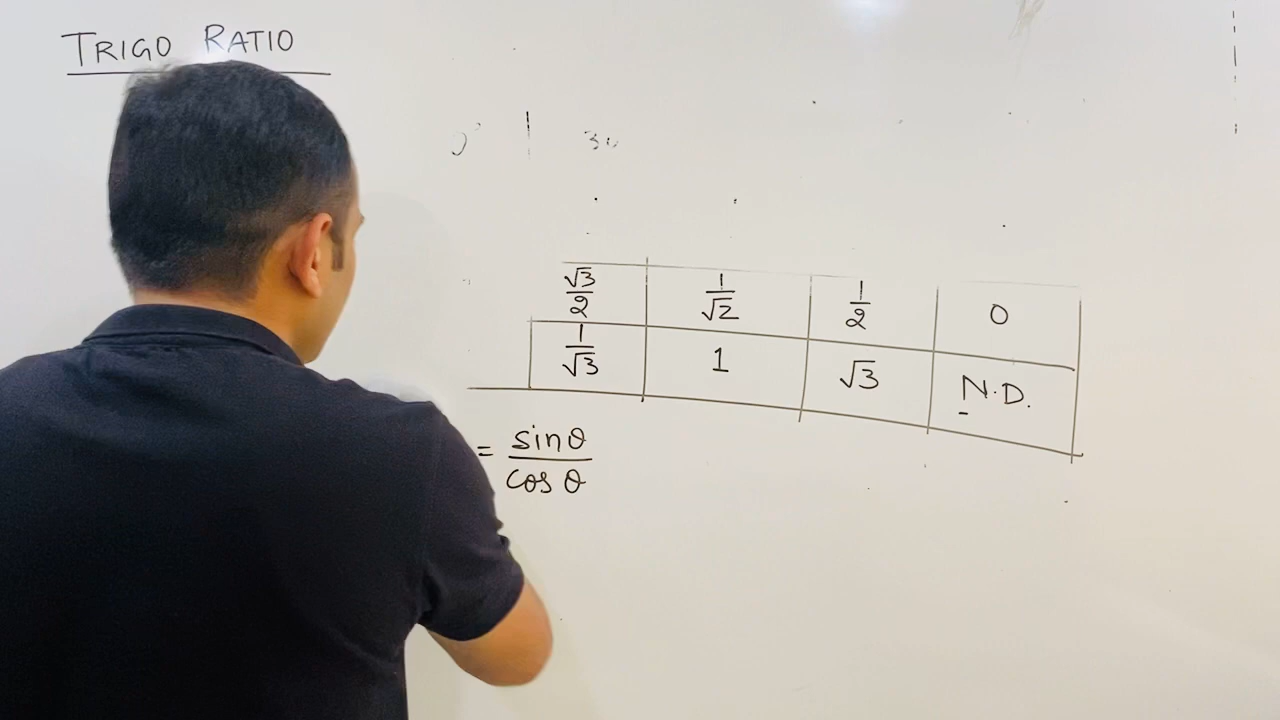 TRIGO RATIO
√3/2 1/√2 1/2 0
1/√3 1 √3 N.D.
= sinθ/cosθ